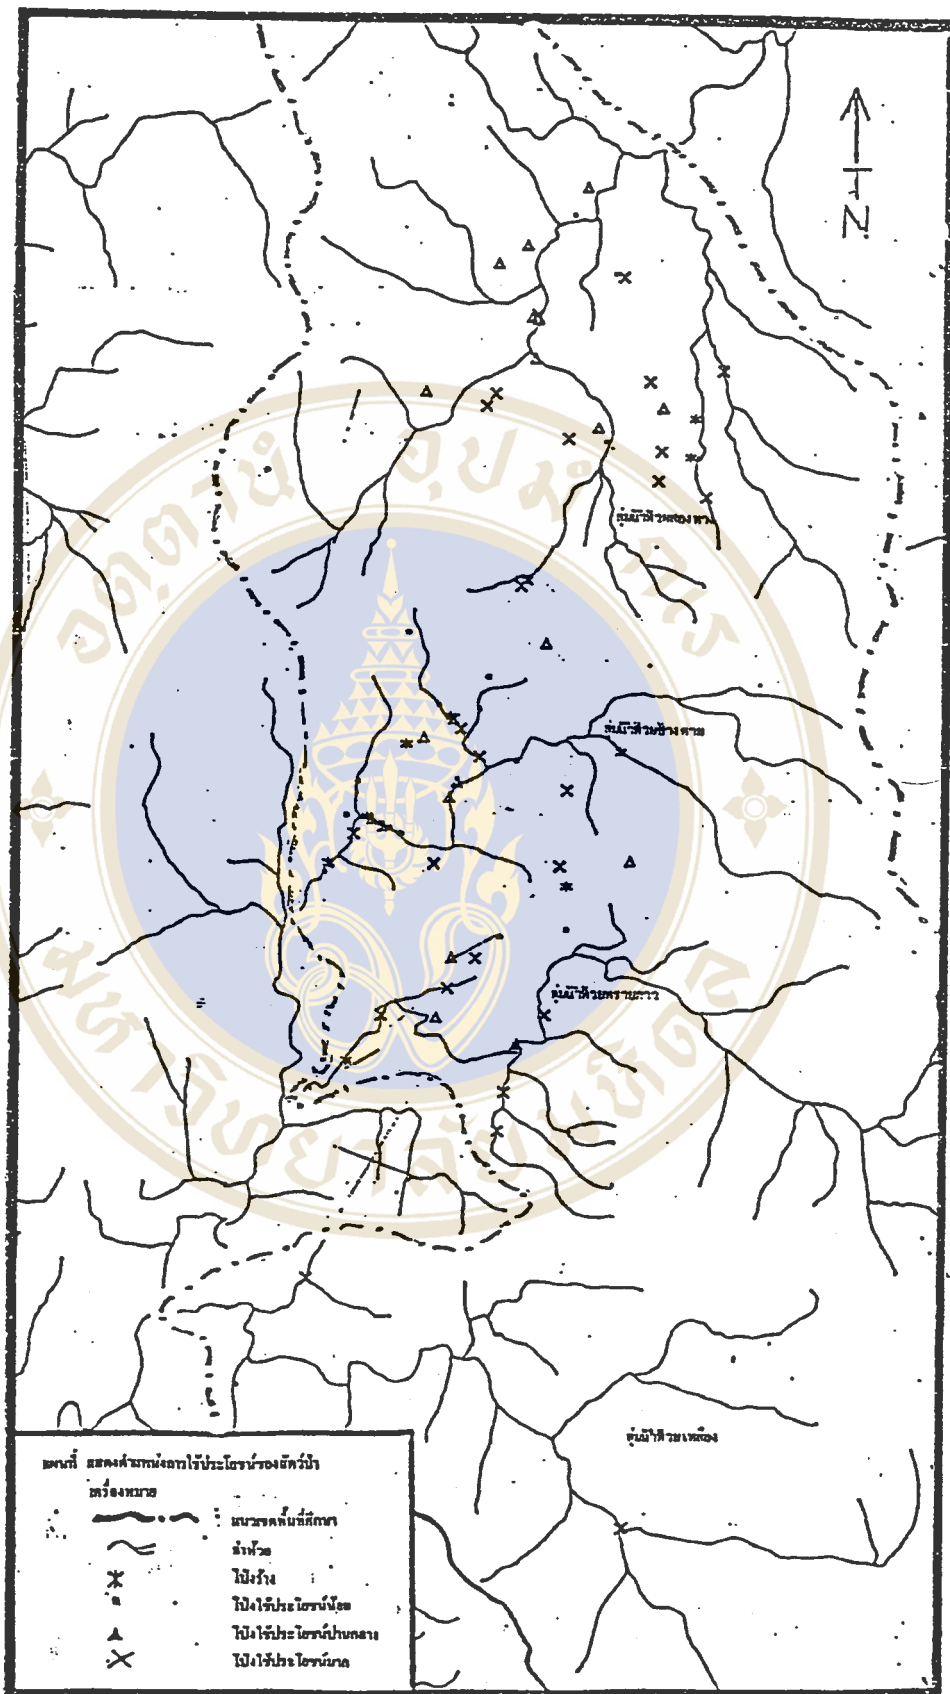 N
ลุ่มน้ำห้วยสองทาง
ลุ่มน้ำห้วยช้างตาย
ลุ่มน้ำห้วยทรายขาว
ลุ่มน้ำห้วยเหลือง
แผนที่ แสดงตำแหน่งการใช้ประโยชน์ของสัตว์ป่า
เครื่องหมาย
แนวเขตพื้นที่ศึกษา
ลำห้วย
โป่งร้าง
โป่งใช้ประโยชน์น้อย
โป่งใช้ประโยชน์ปานกลาง
โป่งใช้ประโยชน์มาก